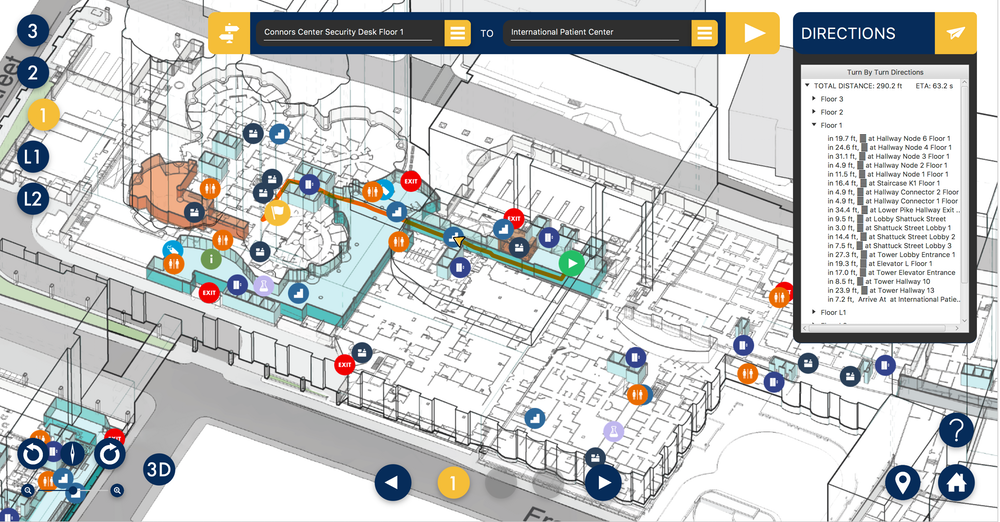 3
2
1
L1
L2
Connors Center Security Desk Floor 1
TO
International Patient Center
DIRECTIONS
Turn By Turn Directions
TOTAL DISTANCE: 290.2 ft ETA: 63.2 s
Floor 3
Floor 2
Floor 1
in 19.7 ft, at Hallway Node 6 Floor 1
in 24.6 ft, at Hallway Node 4 Floor 1
in 31.1 ft, at Hallway Node 3 Floor 1
in 4.9 ft, at Hallway Node 2 Floor 1
in 11.5 ft, at Hallway Node 1 Floor 1
in 16.4 ft, at Staircase K1 Floor 1
in 4.9 ft, at Hallway Connector 2 Floor
in 4.9 ft, at Hallway Connector 1 Floor
in 34.4 ft, at Lower Pike Hallway Exit ...
in 9.5 ft, at Lobby Shattuck Street
in 3.0 ft, at Shattuck Street Lobby 1
in 14.4 ft, at Shattuck Street Lobby 2
in 7.5 ft, at Shattuck Street Lobby 3
in 27.3 ft, at Tower Lobby Entrance 1
in 19.3 ft, at Elevator L Floor 1
in 17.0 ft, at Tower Elevator Entrance
in 8.5 ft, at Tower Hallway 10
in 23.9 ft, at Tower Hallway 13
in 7.2 ft, Arrive At at International Patie...
Floor L1
EXIT
EXIT
EXIT
EXIT
EXIT
i
3D
1
?